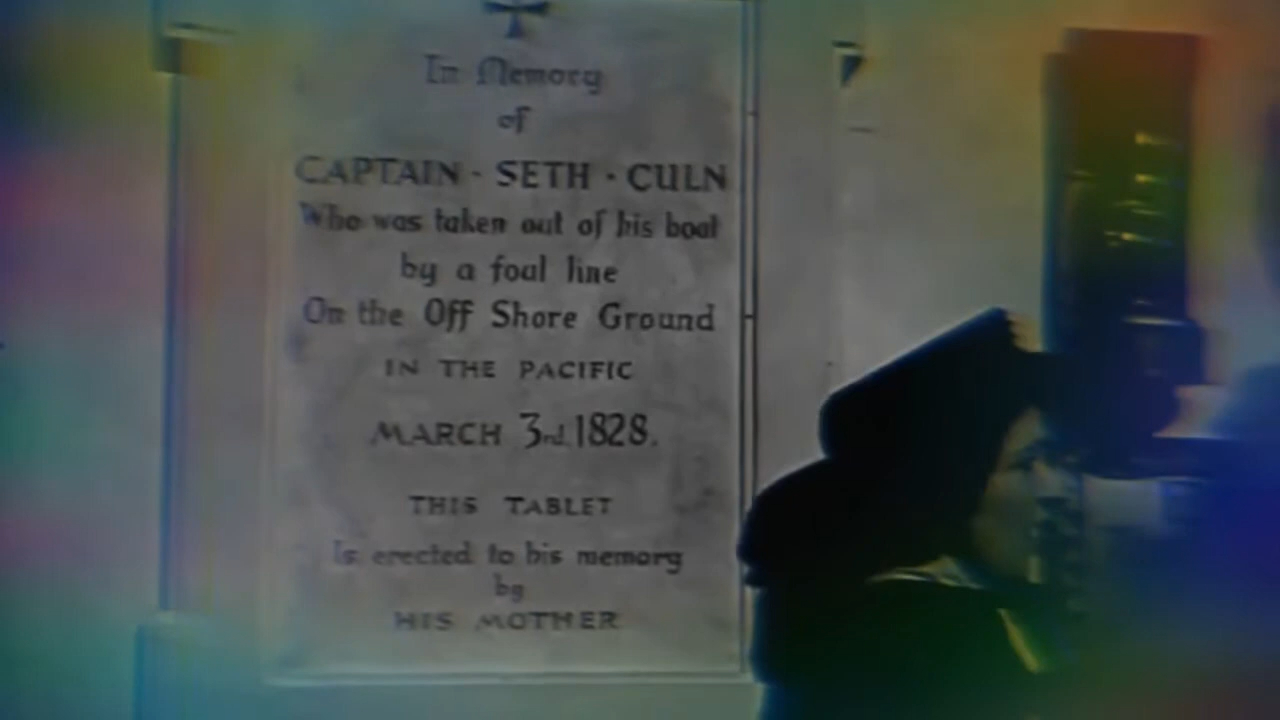 In Memory
of
CAPTAIN · SETH · CULN
Who was taken out of his boat
by a foul line
On the Off Shore Ground
IN THE PACIFIC
MARCH 3rd. 1828.
THIS TABLET
Is erected to his memory
by
HIS MOTHER